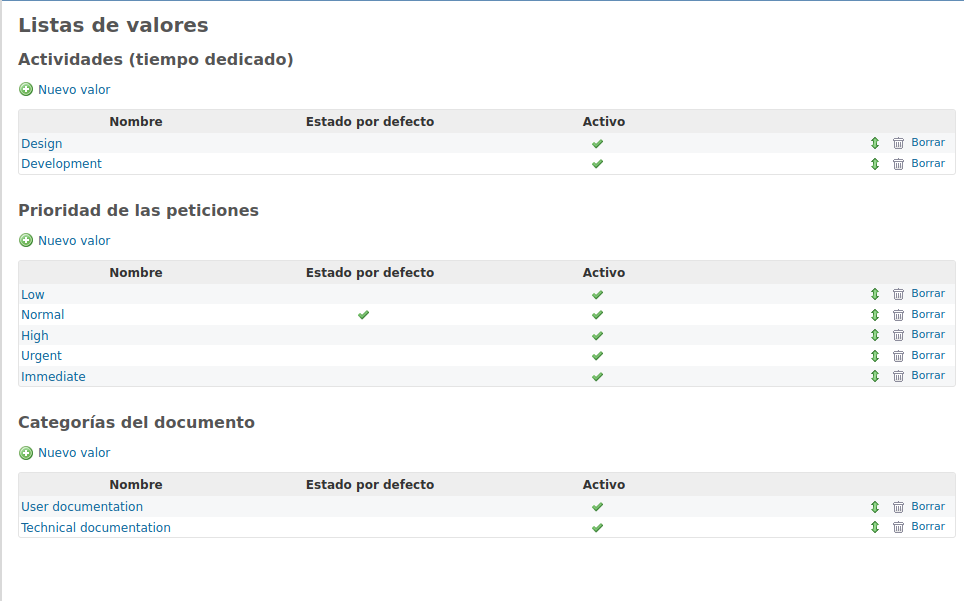 Listas de valores
Actividades (tiempo dedicado)
Nuevo valor
Nombre Estado por defecto Activo
Design Borrar
Development Borrar
Prioridad de las peticiones
Nuevo valor
Nombre Estado por defecto Activo
Low Borrar
Normal Borrar
High Borrar
Urgent Borrar
Immediate Borrar
Categorías del documento
Nuevo valor
Nombre Estado por defecto Activo
User documentation Borrar
Technical documentation Borrar